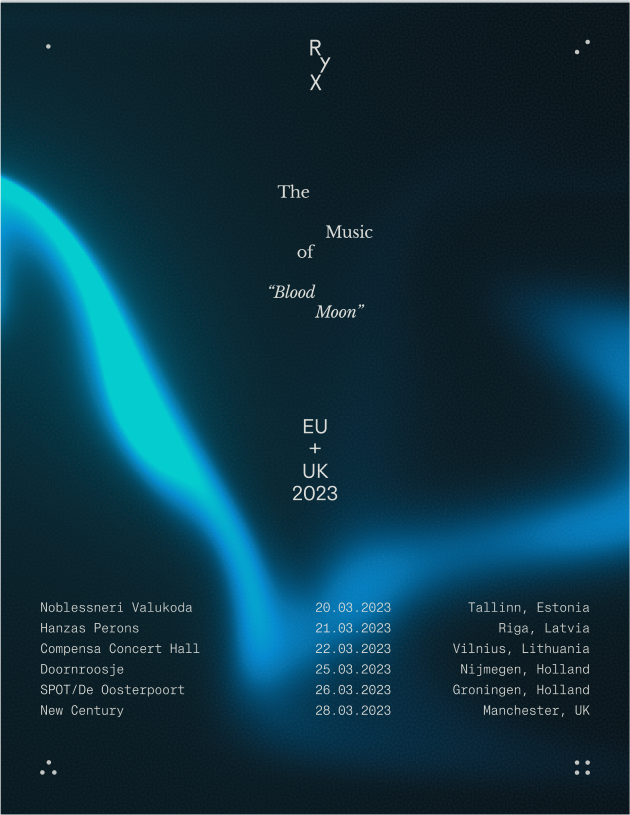 R
y
X
The
Music
of
“Blood
Moon”
EU
+
UK
2023
Noblessneri Valukoda 20.03.2023 Tallinn, Estonia
Hanzas Perons 21.03.2023 Riga, Latvia
Compensa Concert Hall 22.03.2023 Vilnius, Lithuania
Doornroosje 25.03.2023 Nijmegen, Holland
SPOT/De Oosterpoort 26.03.2023 Groningen, Holland
New Century 28.03.2023 Manchester, UK